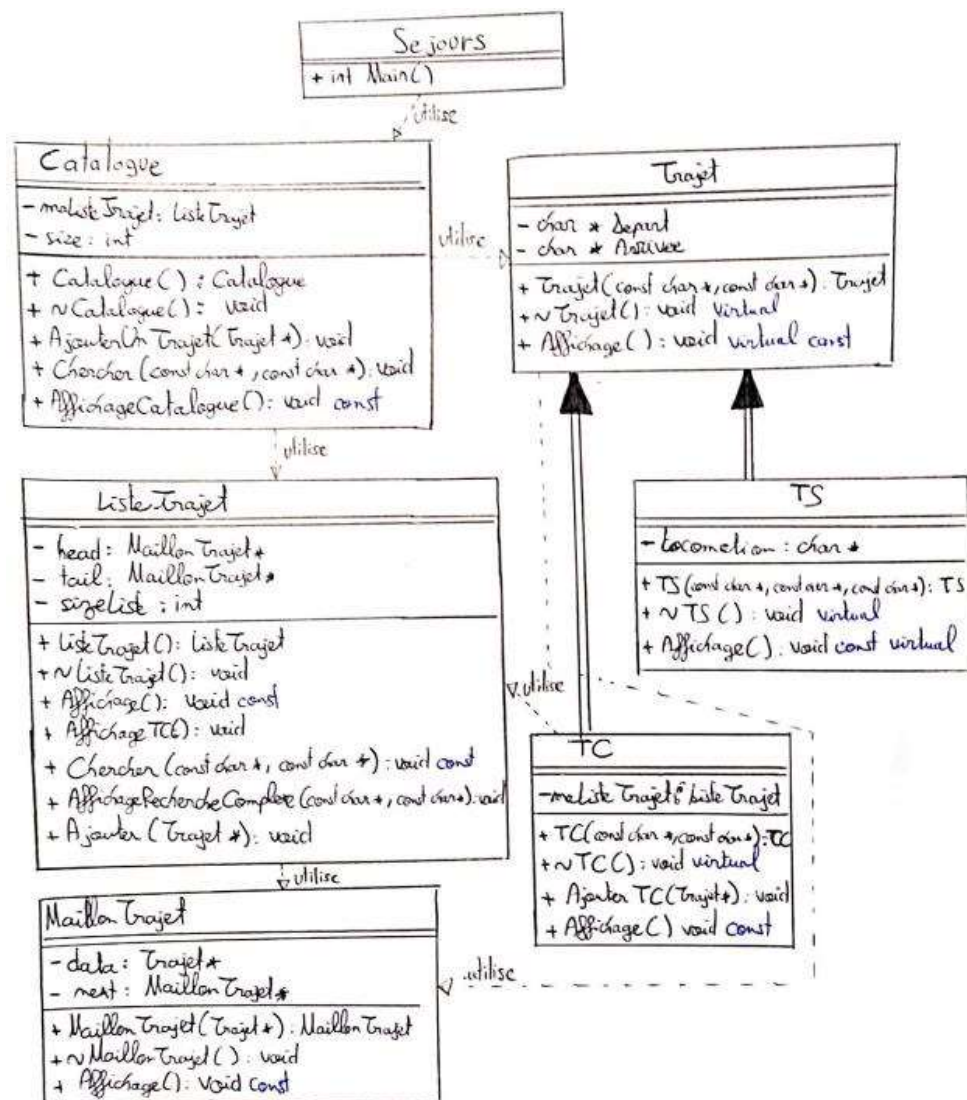 Sejours
+ int Main()
utilise
Catalogue
- maListeTrajet: ListeTrajet
- size: int
+ Catalogue() : Catalogue
+ ~Catalogue() : void
+ AjouterUnTrajet(Trajet *): void
+ Chercher (const char *, const char *): void
+ AffichageCatalogue(): void const
utilise
Trajet
- char * Depart
- char * Arrivee
+ Trajet(const char *, const char *): Trajet
+ ~Trajet(): void virtual
+ Affichage(): void virtual const
utilise
ListeTrajet
- head: MaillonTrajet*
- tail: MaillonTrajet*
- sizeListe : int
+ ListeTrajet(): ListeTrajet
+ ~ListeTrajet(): void
+ Affichage(): void const
+ AffichageTC(): void
+ Chercher (const char *, const char *): void const
+ AffichageRechercheComplexe(const char*, const char*): void
+ Ajouter (Trajet *): void
TS
- Locomotion : char *
+ TS(const char *, const char *, const char *): TS
+ ~TS() : void virtual
+ Affichage(): void const virtual
utilise
TC
- maListeTrajet: ListeTrajet
+ TC(const char *, const char *): TC
+ ~TC() : void virtual
+ AjouterTC(Trajet*): void
+ Affichage() void const
utilise
MaillonTrajet
- data: Trajet*
- next: MaillonTrajet*
+ MaillonTrajet(Trajet*): MaillonTrajet
+ ~MaillonTrajet(): void
+ Affichage(): void const
utilise